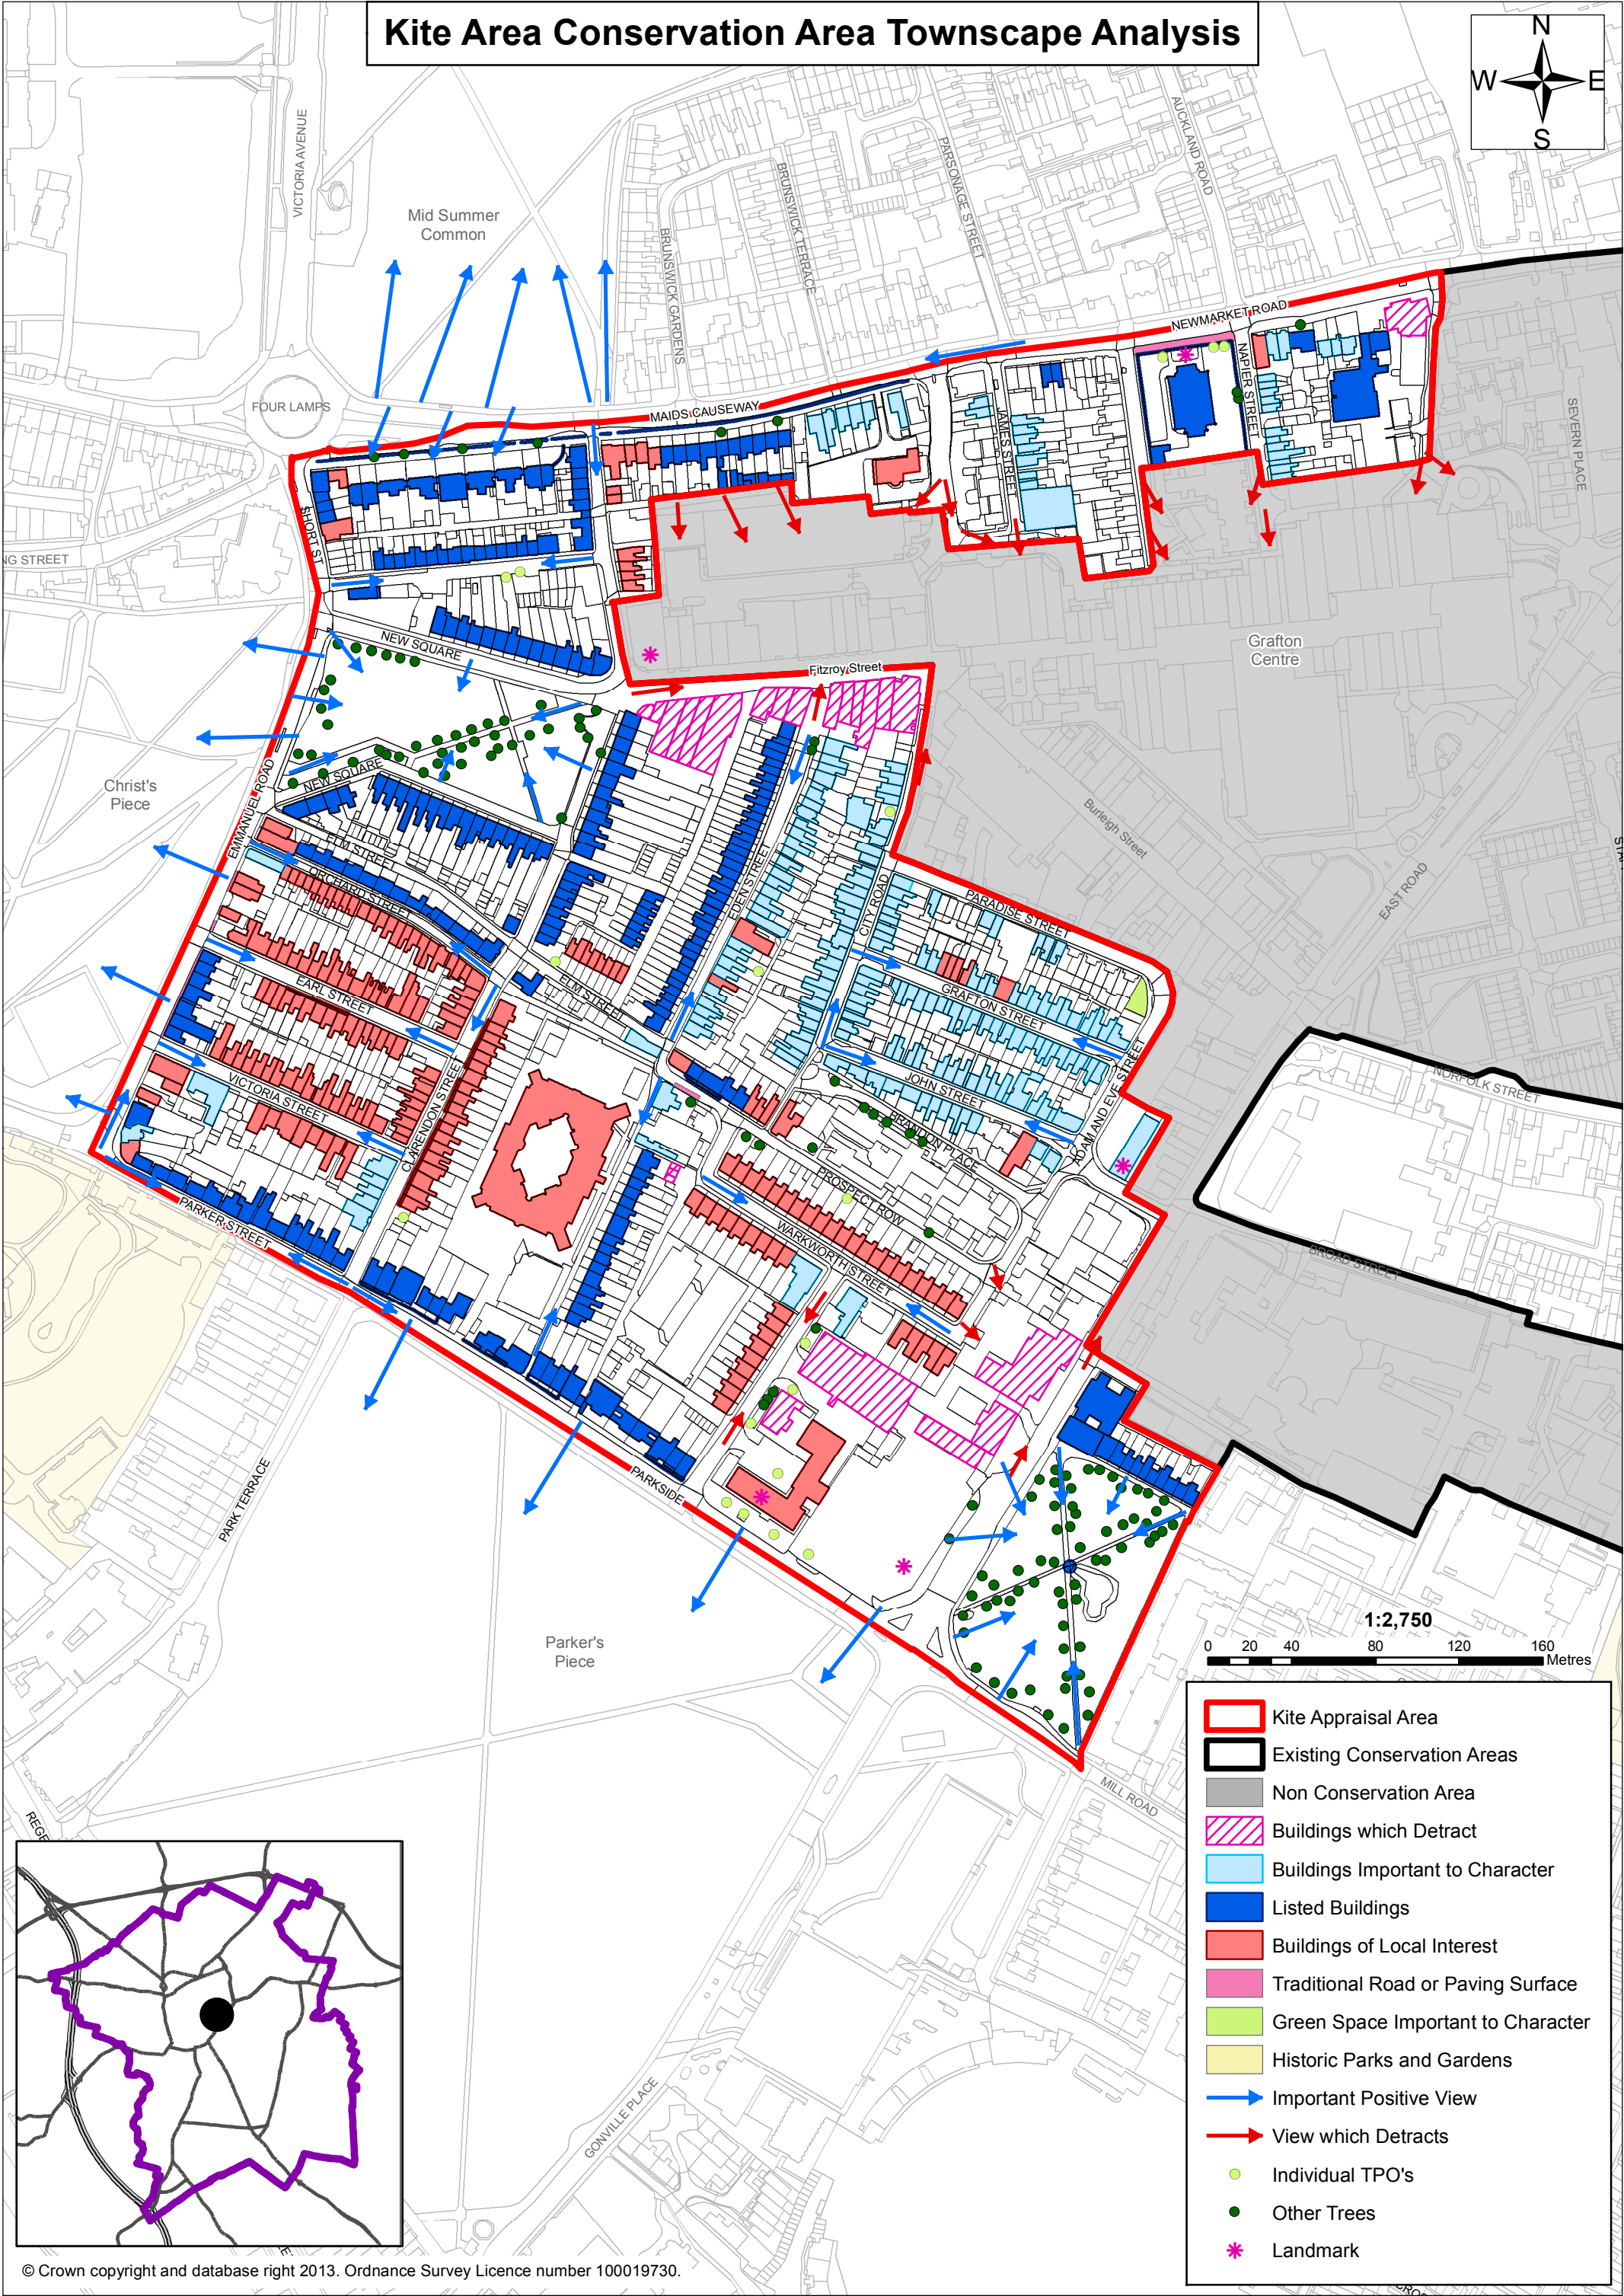 Kite Area Conservation Area Townscape Analysis
N
W
E
S
VICTORIA AVENUE
Mid Summer
Common
BRUNSWICK GARDENS
BRUNSWICK TERRACE
PARSONAGE STREET
AUCKLAND ROAD
NEWMARKET ROAD
FOUR LAMPS
MAIDS CAUSEWAY
NAPIER STREET
JAMES STREET
SEVERN PLACE
SHORT S
NG STREET
NEW SQUARE
Fitzroy Street
Grafton
Centre
Christ's
Piece
NEW SQUARE
EMMANUEL ROAD
Burleigh Street
EAST ROAD
ELM STREET
ORCHARD STREET
EDEN STREET
CITY ROAD
PARADISE STREET
EARL STREET
ELM STREET
GRAFTON STREET
VICTORIA STREET
CLARENDON STREET
JOHN STREET
ADAM AND EVE STREET
NORFOLK STREET
BRANDON PLACE
PROSPECT ROW
PARKER STREET
WARKWORTH STREET
BROAD STREET
PARK TERRACE
PARKSIDE
Parker's
Piece
1:2,750
0 20 40 80 120 160
Metres
MILL ROAD
REGE
GONVILLE PLACE
Kite Appraisal Area
Existing Conservation Areas
Non Conservation Area
Buildings which Detract
Buildings Important to Character
Listed Buildings
Buildings of Local Interest
Traditional Road or Paving Surface
Green Space Important to Character
Historic Parks and Gardens
Important Positive View
View which Detracts
Individual TPO's
Other Trees
Landmark
© Crown copyright and database right 2013. Ordnance Survey Licence number 100019730.